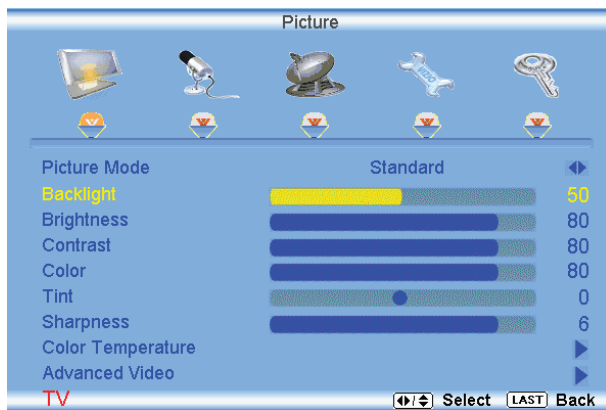 Picture
Picture Mode Standard
Backlight 50
Brightness 80
Contrast 80
Color 80
Tint 0
Sharpness 6
Color Temperature
Advanced Video
TV Select LAST Back